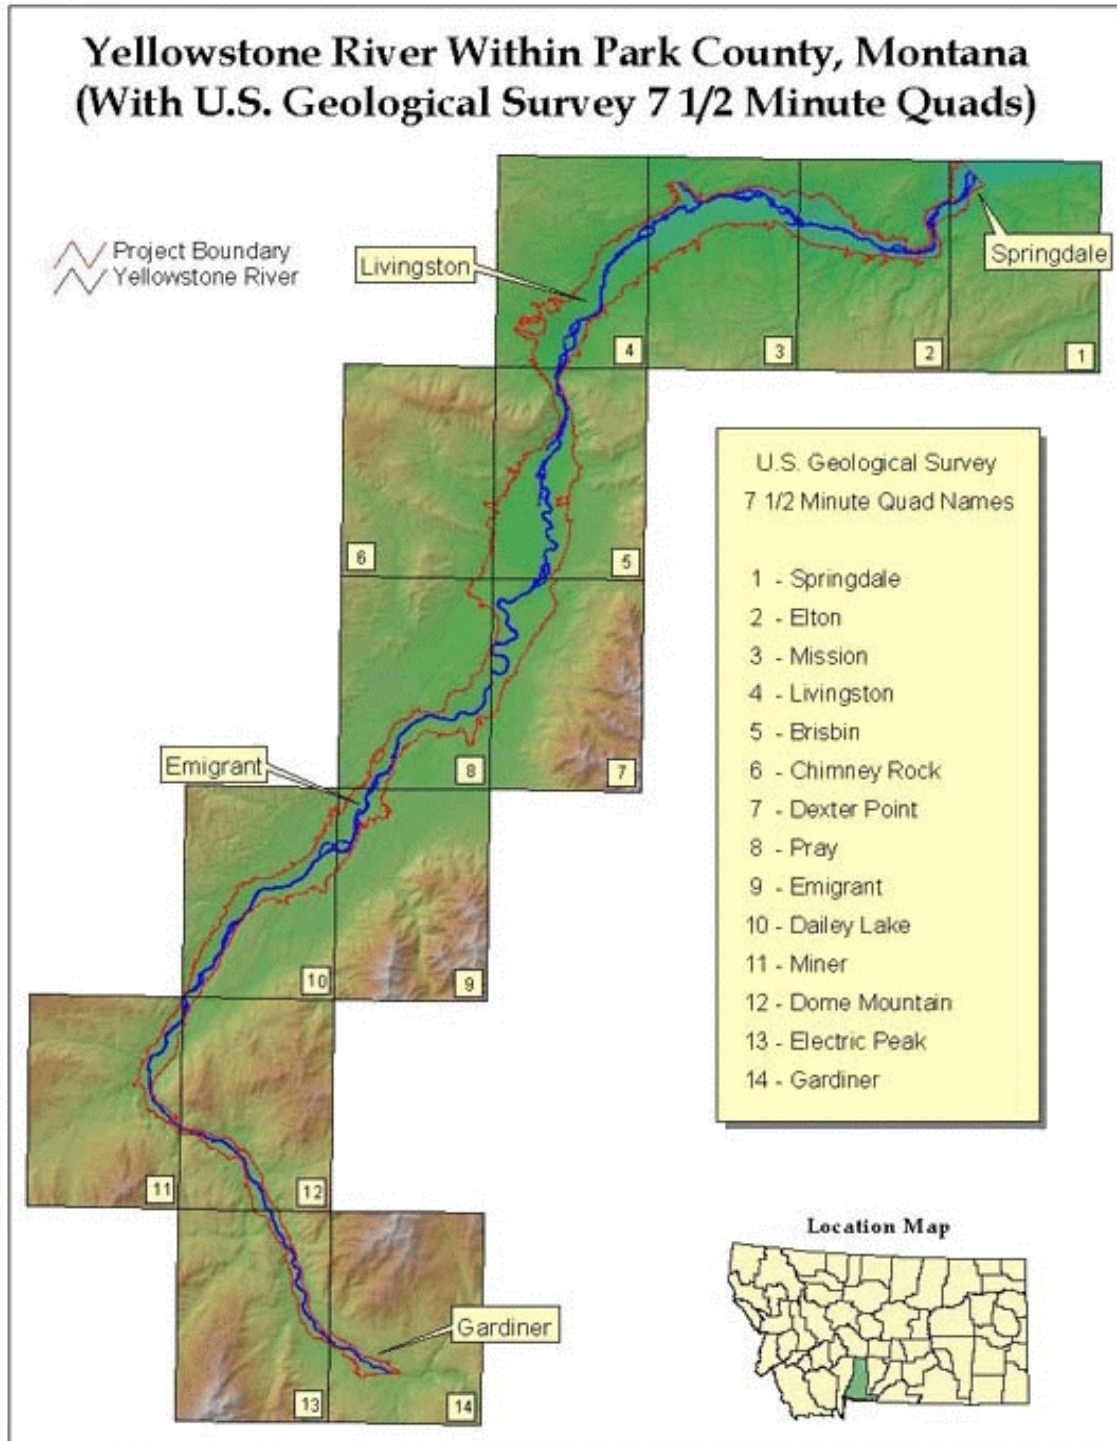 Yellowstone River Within Park County, Montana
(With U.S. Geological Survey 7 1/2 Minute Quads)
Project Boundary
Yellowstone River
Livingston
Springdale
4
3
2
1
6
5
Emigrant
8
7
10
9
11
12
Gardiner
13
14
U.S. Geological Survey
7 1/2 Minute Quad Names
1 - Springdale
2 - Elton
3 - Mission
4 - Livingston
5 - Brisbin
6 - Chimney Rock
7 - Dexter Point
8 - Pray
9 - Emigrant
10 - Dailey Lake
11 - Miner
12 - Dome Mountain
13 - Electric Peak
14 - Gardiner
Location Map